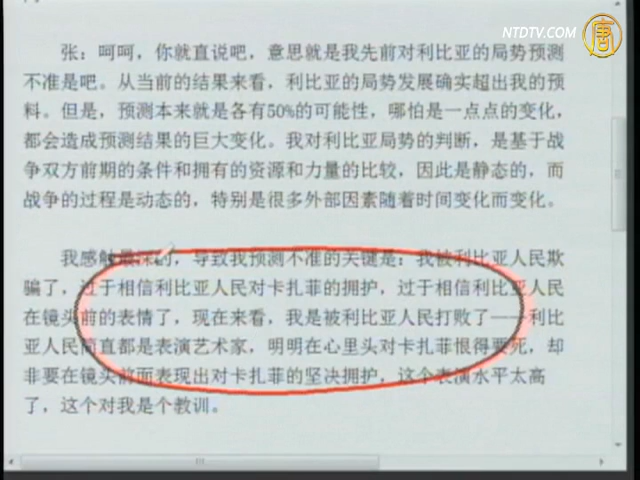 NTDTV.COM
唐
张：呵呵，你就直说吧，意思就是我先前对利比亚的局势预测
不准是吧。从当前的结果来看，利比亚的局势发展确实超出我的预
料。但是，预测本来就是各有50%的可能性，哪怕是一点点的变化，
都会造成预测结果的巨大变化。我对利比亚局势的判断，是基于战
争双方前期的条件和拥有的资源和力量的比较，因此是静态的，而
战争的过程是动态的，特别是很多外部因素随着时间变化而变化。
我感触最深的，导致我预测不准的关键是：我被利比亚人民欺
骗了，过于相信利比亚人民对卡扎菲的拥护，过于相信利比亚人民
在镜头前的表情了，现在来看，我是被利比亚人民打败了——利比
亚人民简直都是表演艺术家，明明在心里头对卡扎菲恨得要死，却
非要在镜头前面表现出对卡扎菲的坚决拥护，这个表演水平太高
了，这个对我是个教训。